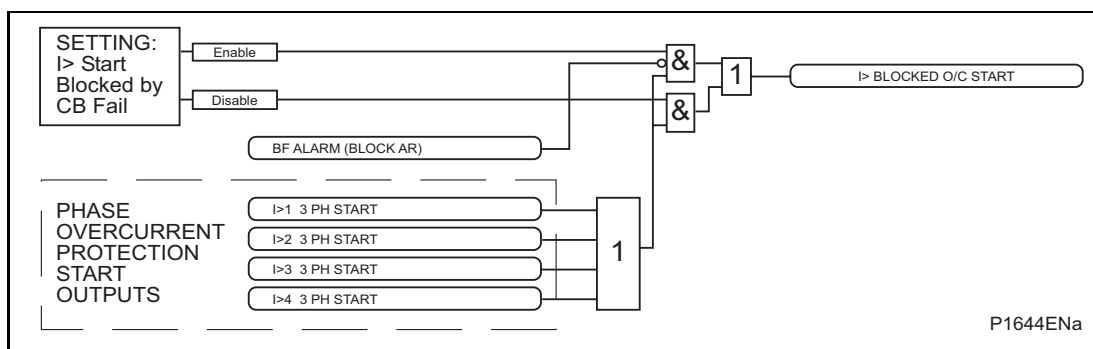 SETTING:
I> Start
Blocked by
CB Fail
Enable
Disable
&
&
1
I> BLOCKED O/C START
BF ALARM (BLOCK AR)
PHASE
OVERCURRENT
PROTECTION
START
OUTPUTS
I>1 3 PH START
I>2 3 PH START
I>3 3 PH START
I>4 3 PH START
1
P1644ENa